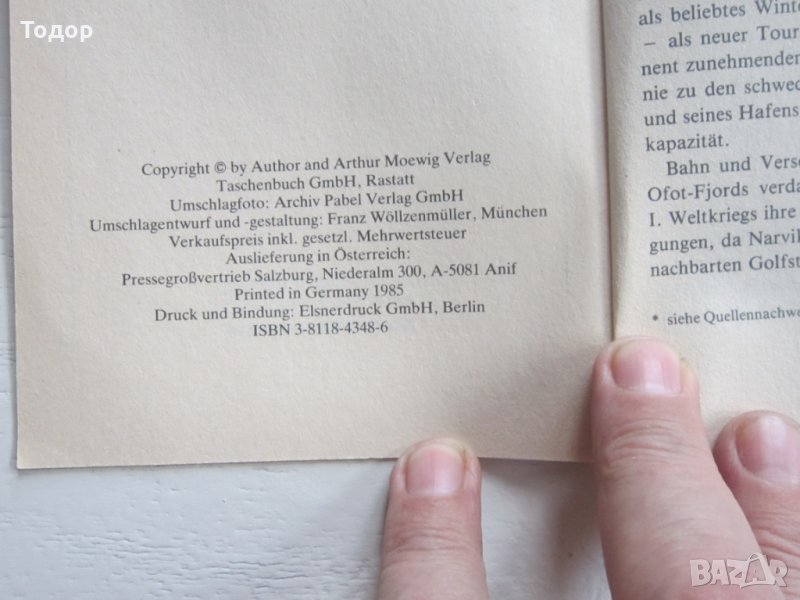 Todop
Copyright © by Author and Arthur Moewig Verlag
Taschenbuch GmbH, Rastatt
Umschlagfoto: Archiv Pabel Verlag GmbH
Umschlagentwurf und -gestaltung: Franz Wöllzenmüller, München
Verkaufspreis inkl. gesetzl. Mehrwertsteuer
Auslieferung in Österreich:
Pressegroßvertrieb Salzburg, Niederalm 300, A-5081 Anif
Printed in Germany 1985
Druck und Bindung: Elsnerdruck GmbH, Berlin
ISBN 3-8118-4348-6
als beliebtes Winte
– als neuer Tour
nent zunehmender
nie zu den schwed
und seines Hafens
kapazität.
Bahn und Verse
Ofot-Fjords verda
I. Weltkriegs ihre
gungen, da Narvik
nachbarten Golfst
* siehe Quellennachwe
BAZAR